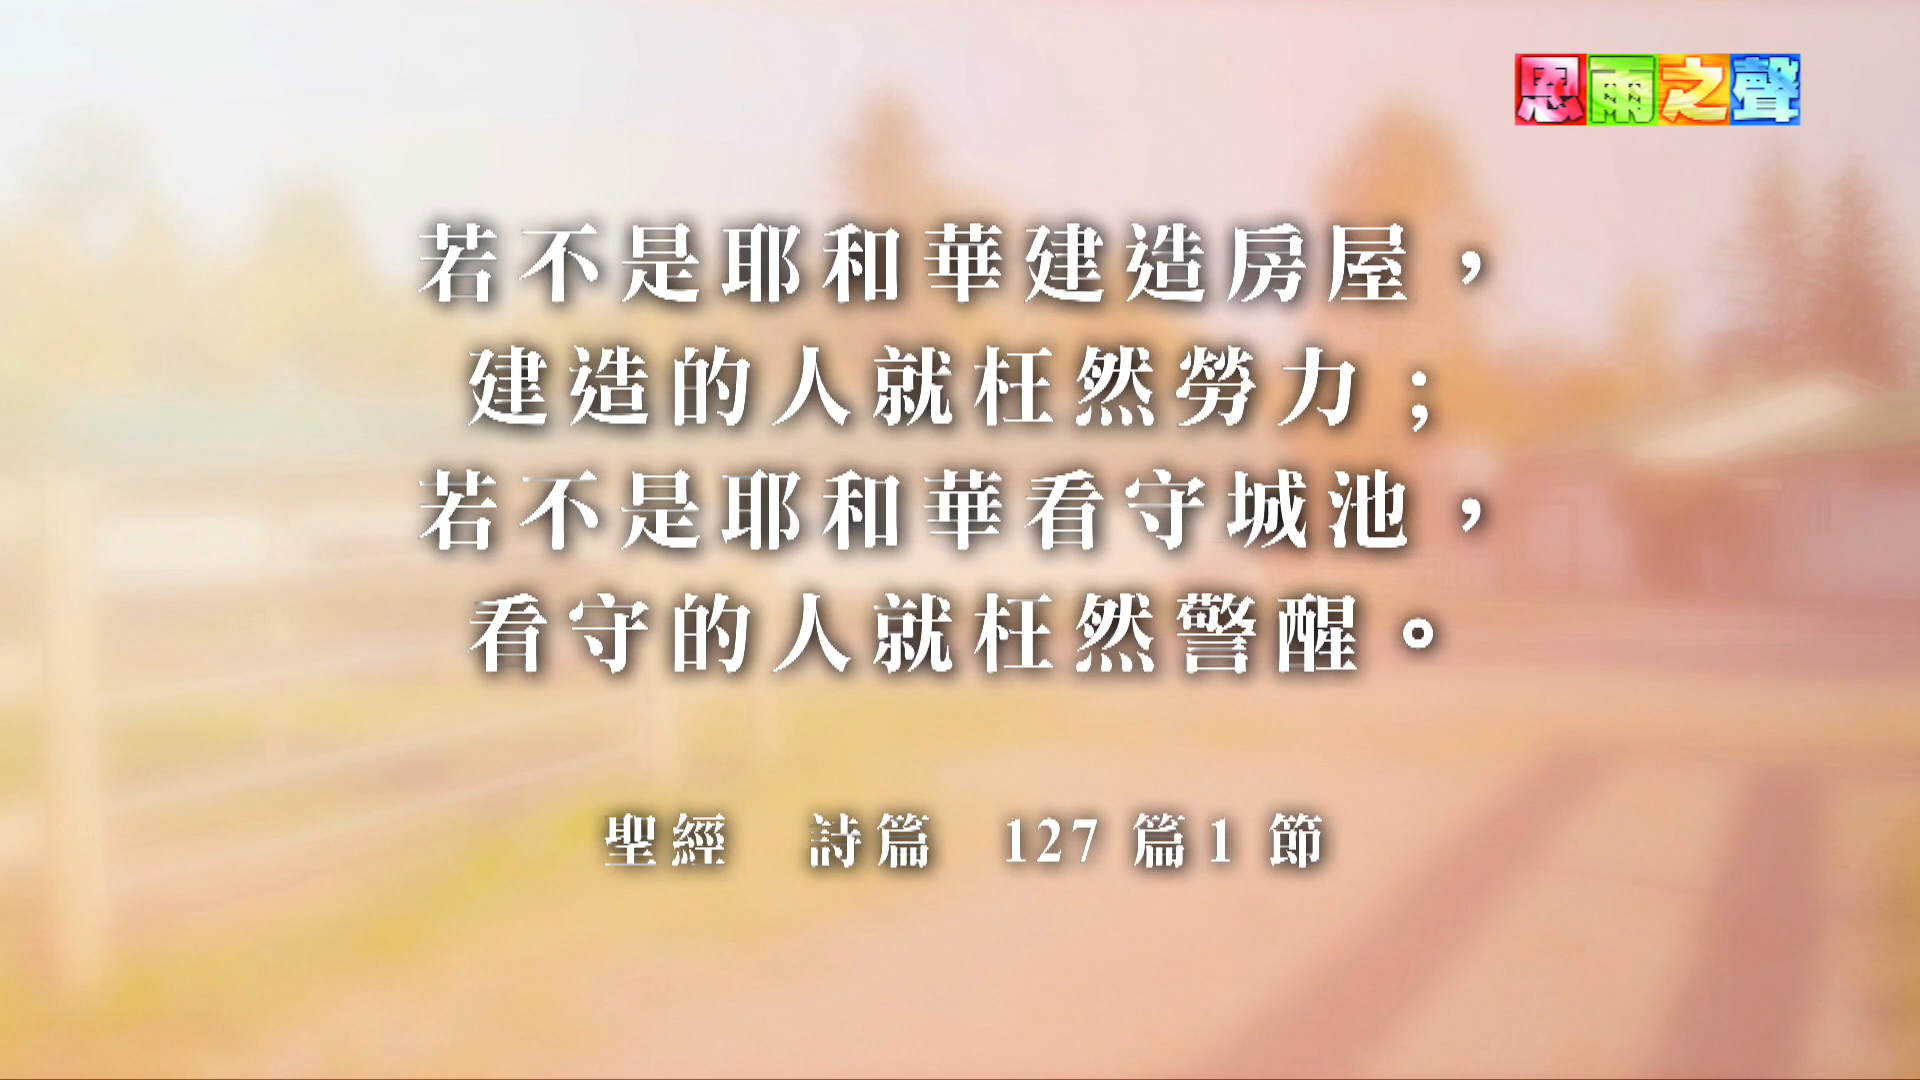 恩雨之聲
若不是耶和華建造房屋，
建造的人就枉然勞力；
若不是耶和華看守城池，
看守的人就枉然警醒。
聖經 詩篇 127 篇 1 節